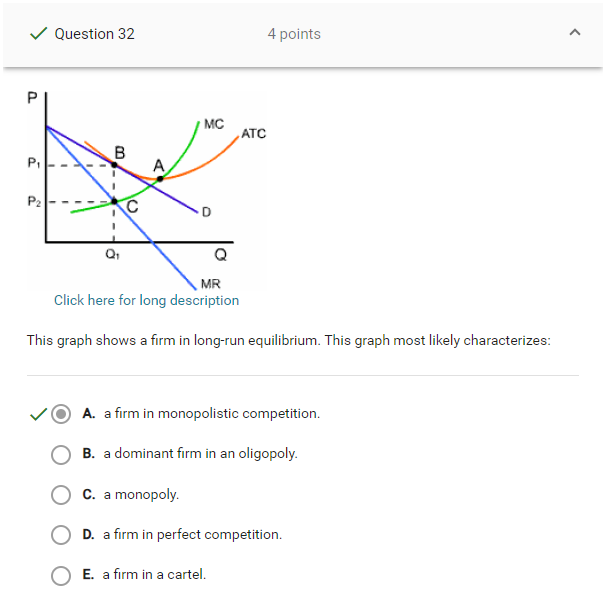 Question 32 4 points
P
MC
ATC
B
P₁
A
P₂
C
D
Q₁
Q
MR
Click here for long description
This graph shows a firm in long-run equilibrium. This graph most likely characterizes:
A. a firm in monopolistic competition.
B. a dominant firm in an oligopoly.
C. a monopoly.
D. a firm in perfect competition.
E. a firm in a cartel.